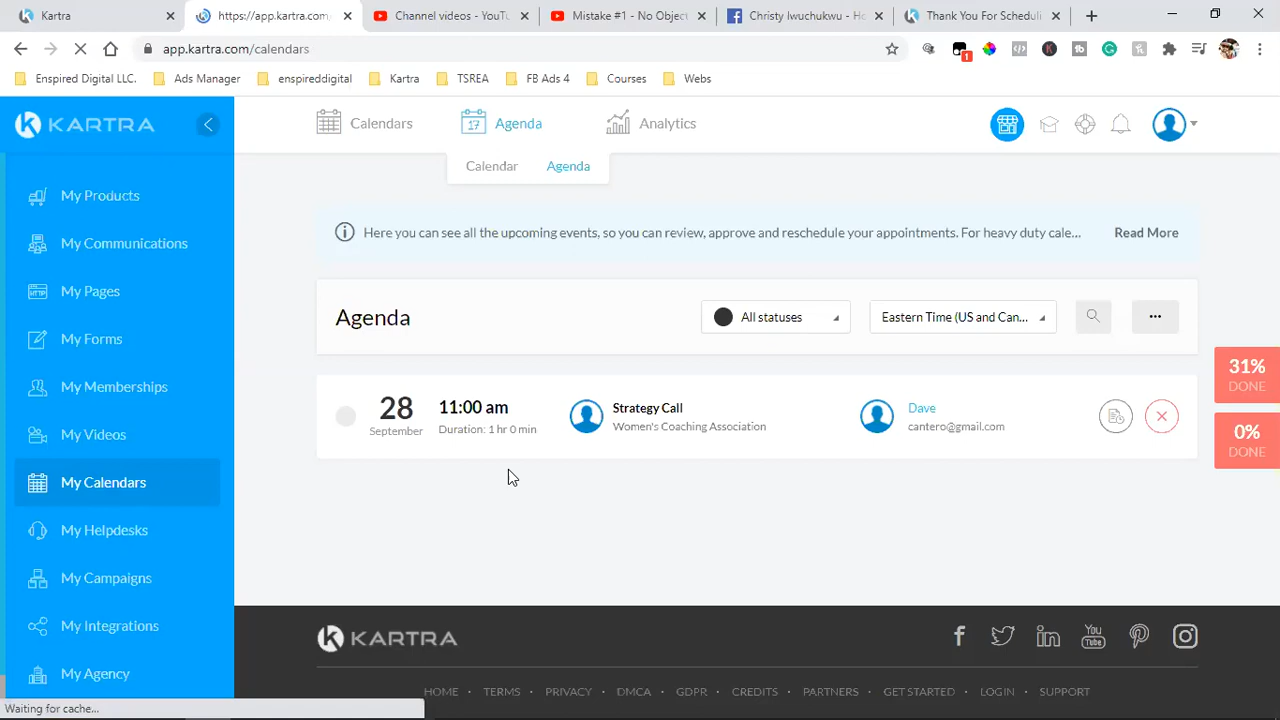 Kartra
https://app.kartra.com
Channel videos - YouTu
Mistake #1 - No Object
Christy Iwuchukwu - Ho
Thank You For Scheduli
app.kartra.com/calendars
1
Enspired Digital LLC.
Ads Manager
enspireddigital
Kartra
TSREA
FB Ads 4
Courses
Webs
KARTRA
Calendars
17
Agenda
Analytics
Calendar
Agenda
My Products
My Communications
HTTP
My Pages
My Forms
My Memberships
My Videos
My Calendars
My Helpdesks
My Campaigns
My Integrations
My Agency
Here you can see all the upcoming events, so you can review, approve and reschedule your appointments. For heavy duty cale...
Read More
Agenda
All statuses
Eastern Time (US and Can...
28
September
11:00 am
Duration: 1 hr 0 min
Strategy Call
Women's Coaching Association
Dave
cantero@gmail.com
31%
DONE
0%
DONE
KARTRA
You
Tube
HOME · TERMS · PRIVACY · DMCA · GDPR · CREDITS · PARTNERS · GET STARTED · LOGIN · SUPPORT
Waiting for cache...